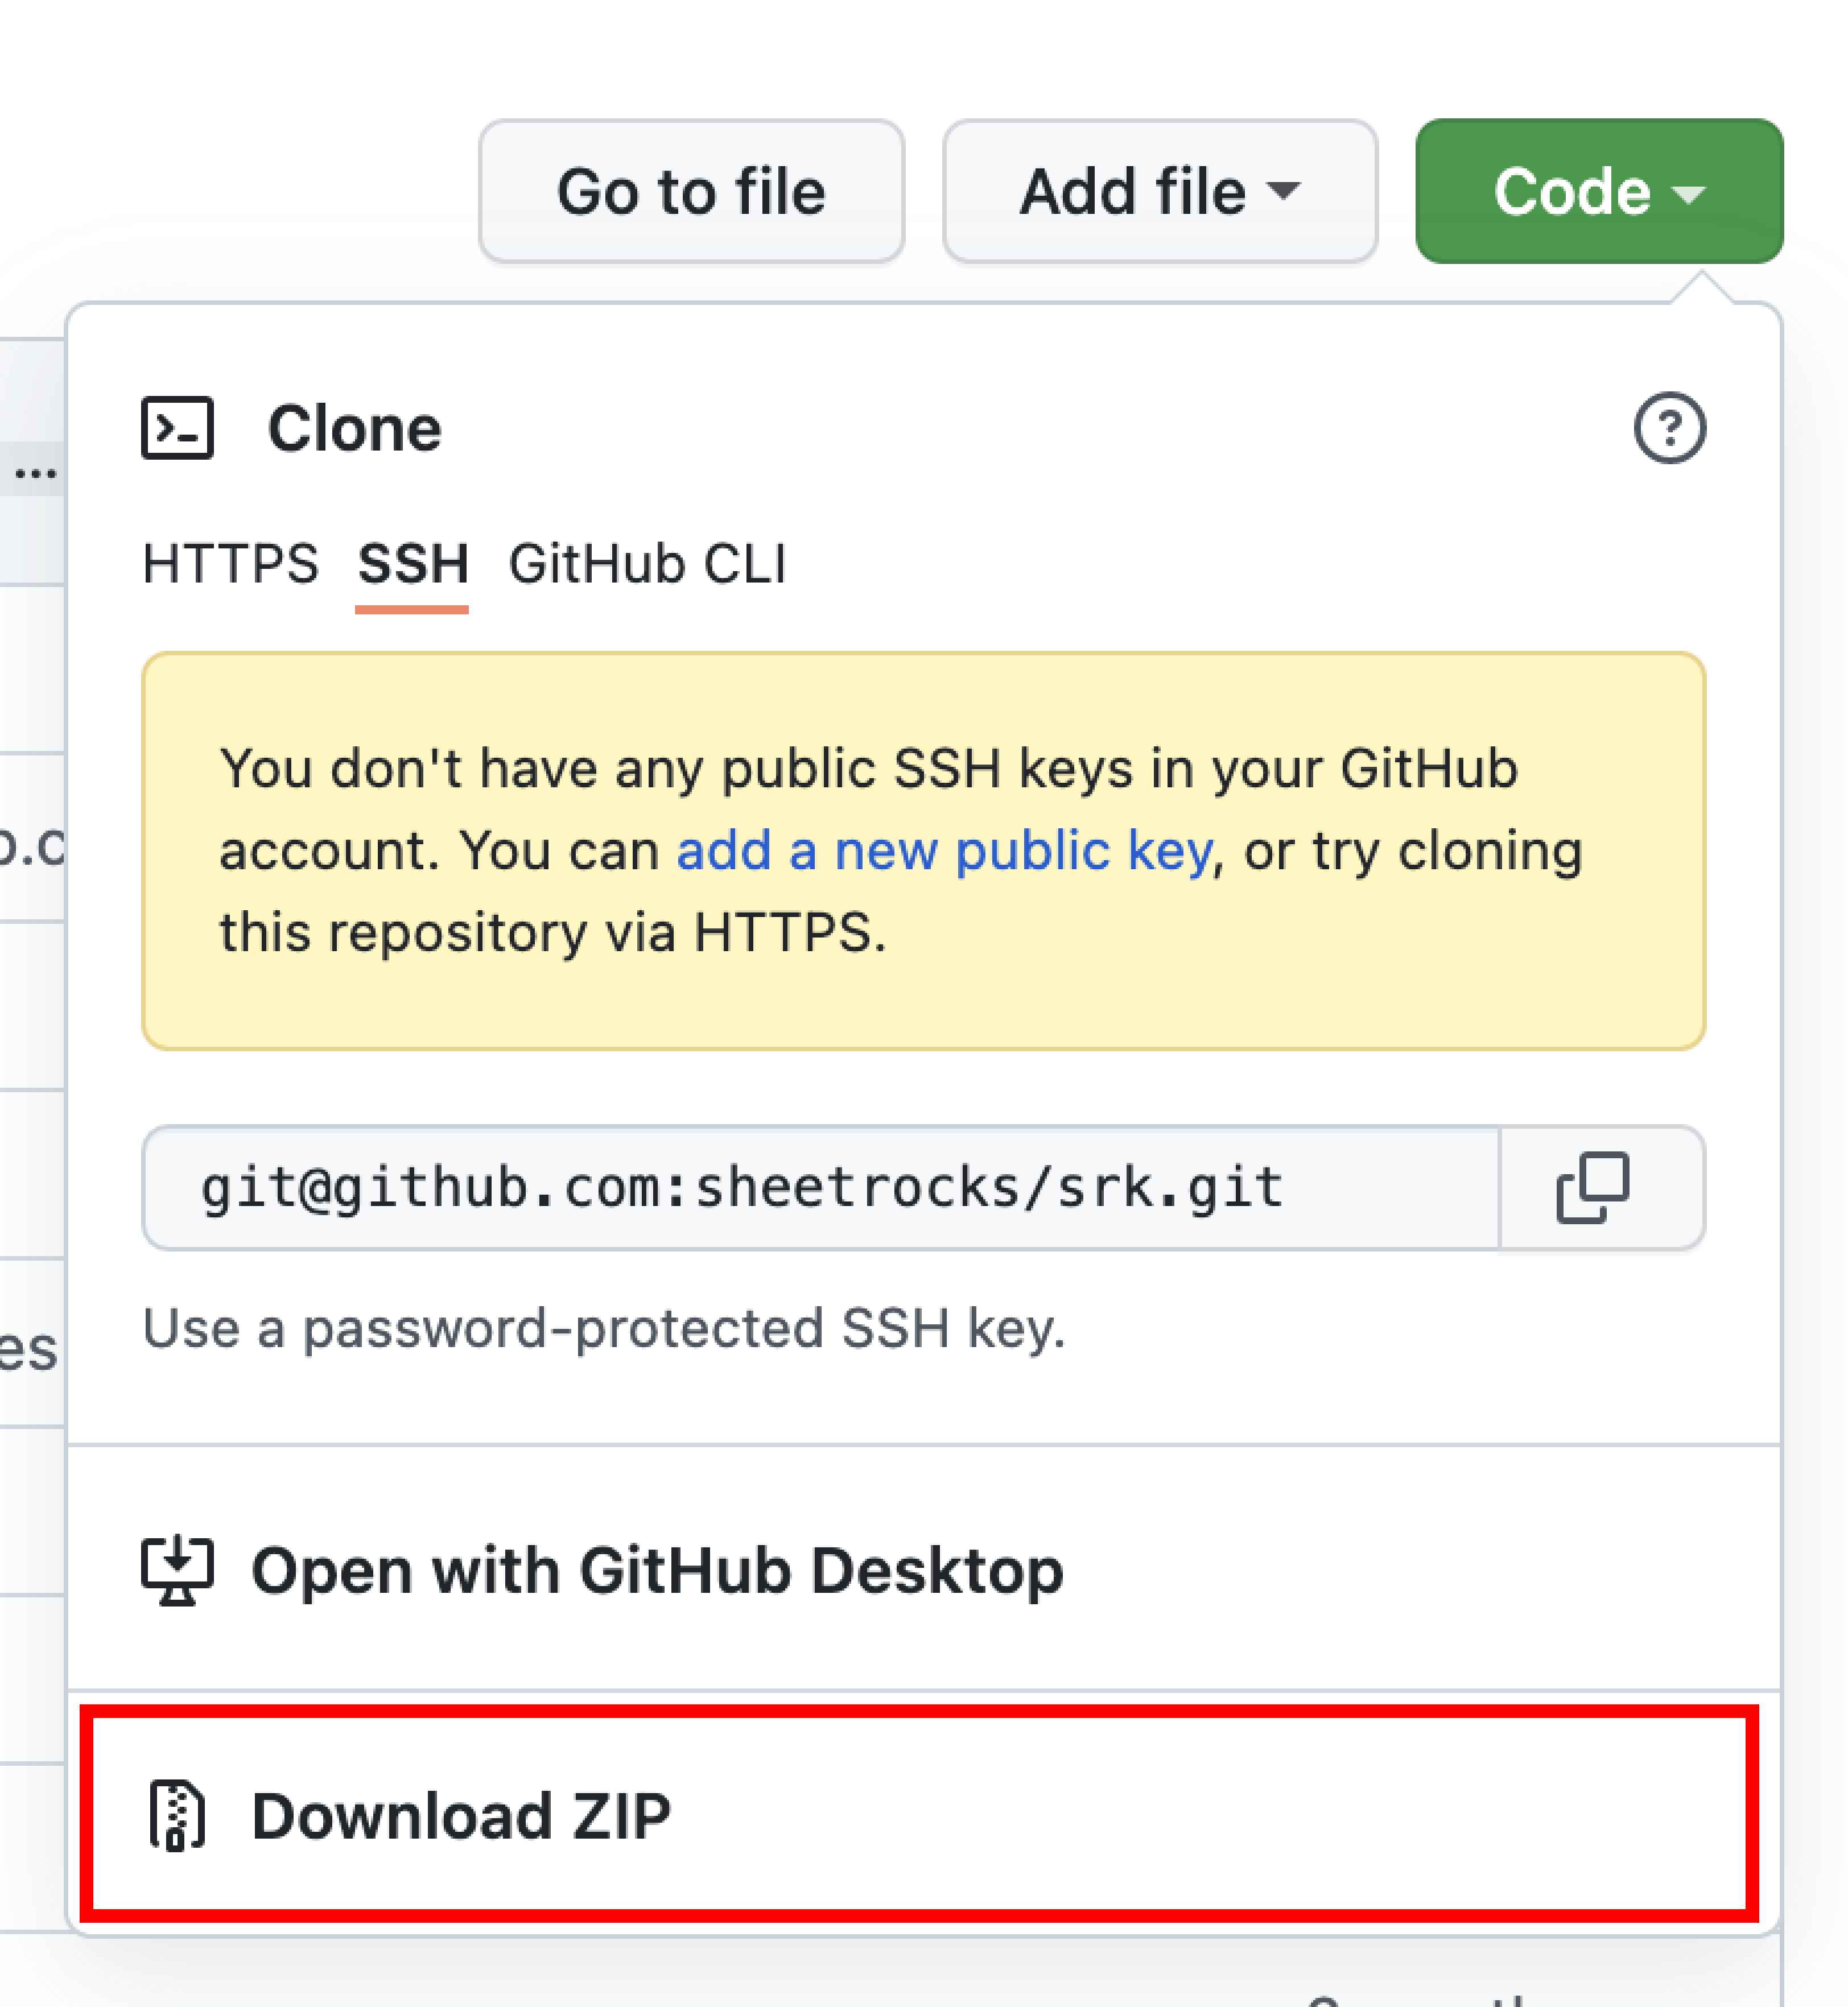 Go to file
Add file
Code
Clone
...
HTTPS SSH GitHub CLI
You don't have any public SSH keys in your GitHub
account. You can add a new public key, or try cloning
this repository via HTTPS.
git@github.com:sheetrocks/srk.git
Use a password-protected SSH key.
Open with GitHub Desktop
Download ZIP